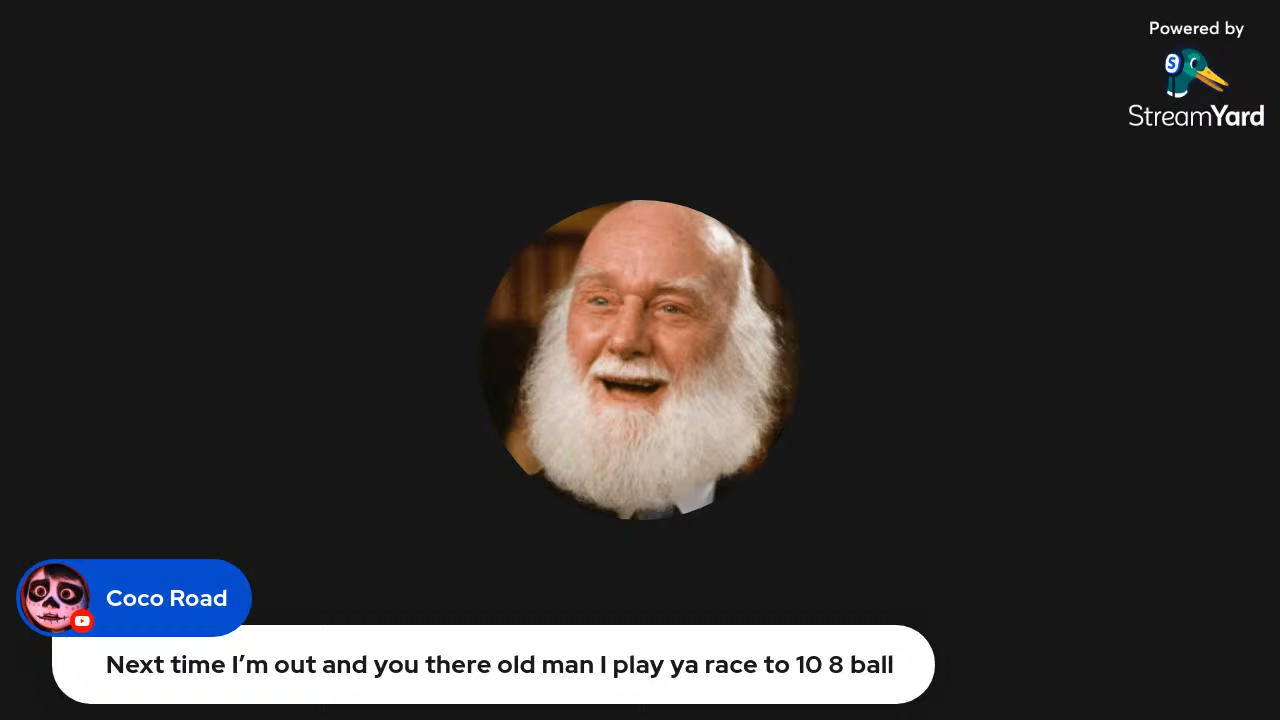 Powered by
S
StreamYard
Coco Road
Next time I’m out and you there old man I play ya race to 10 8 ball